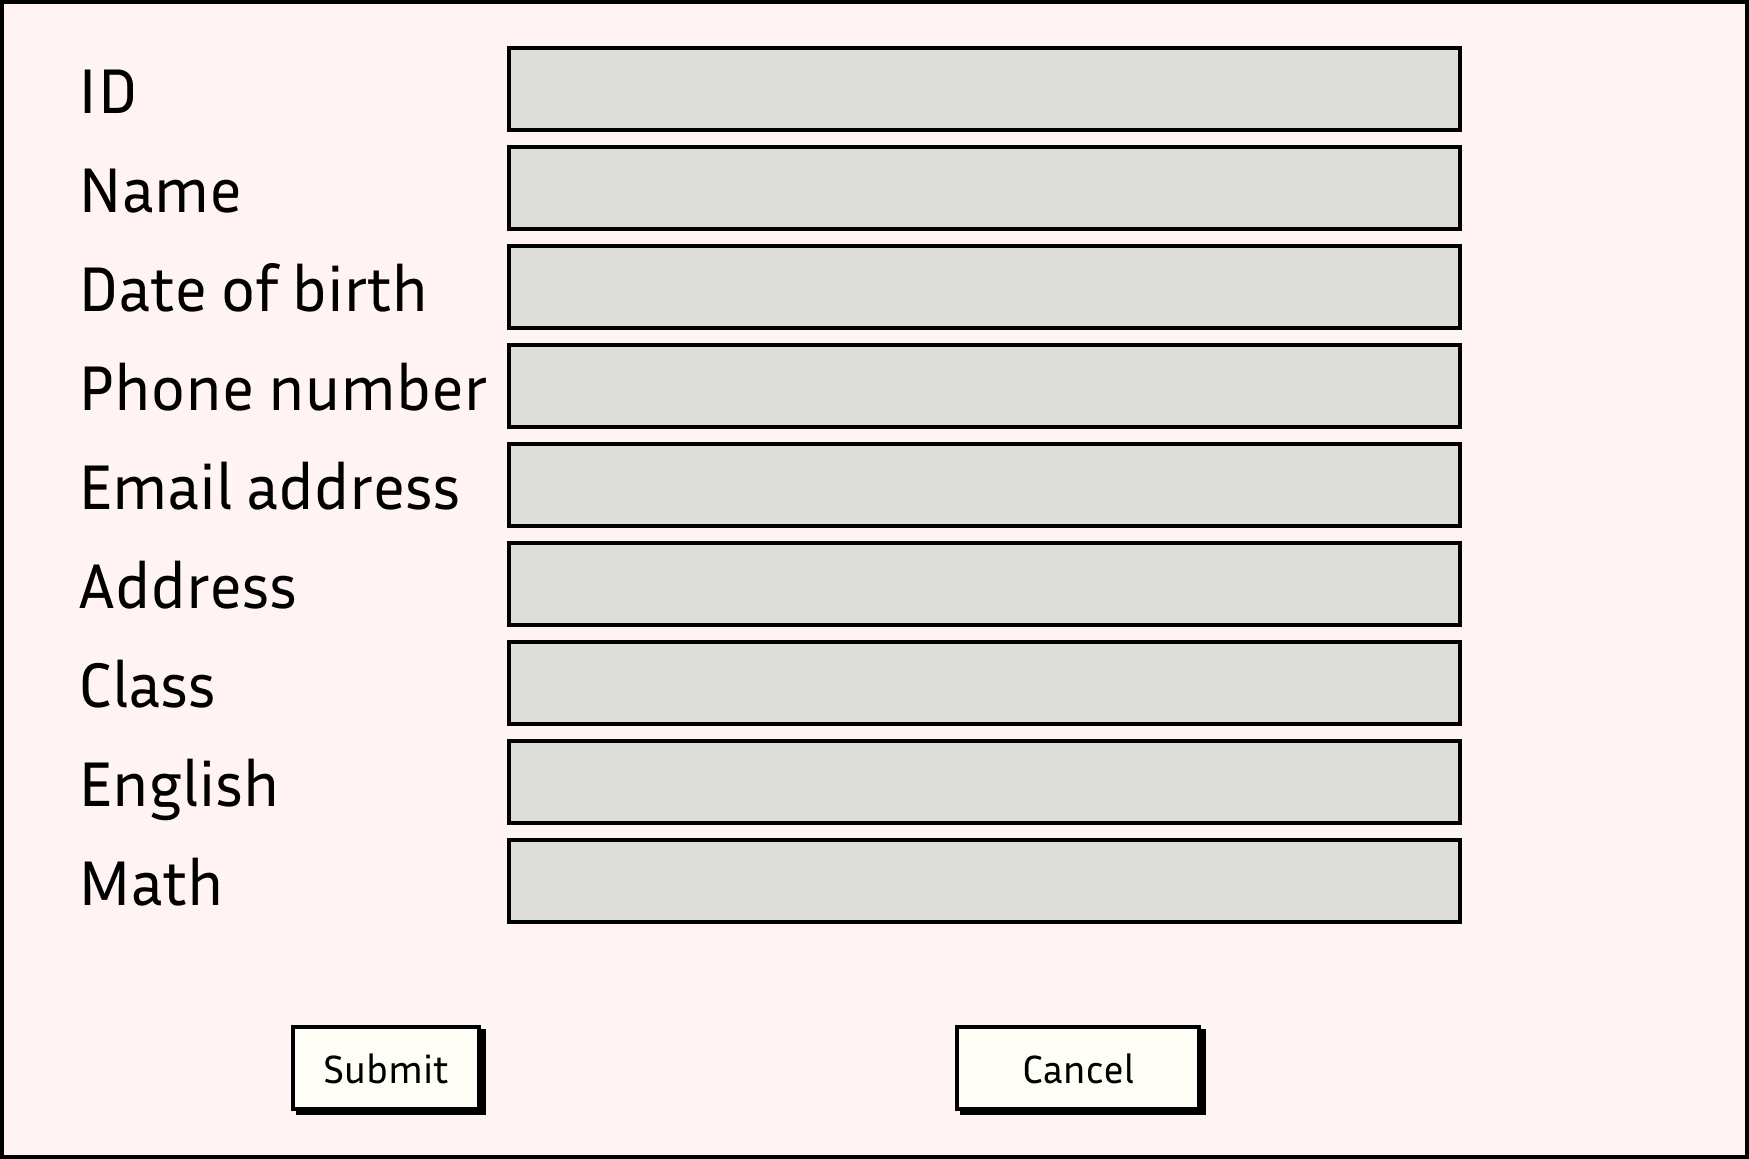 ID
Name
Date of birth
Phone number
Email address
Address
Class
English
Math
Submit
Cancel